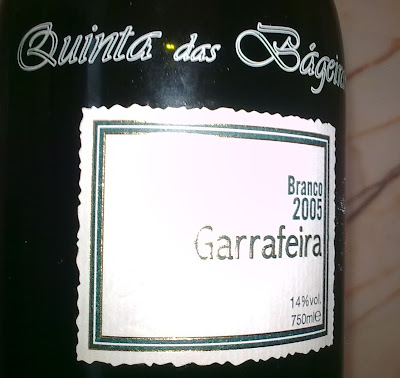 Quinta das
Branco
2005
Garrafeira
14%vol.
750ml℮